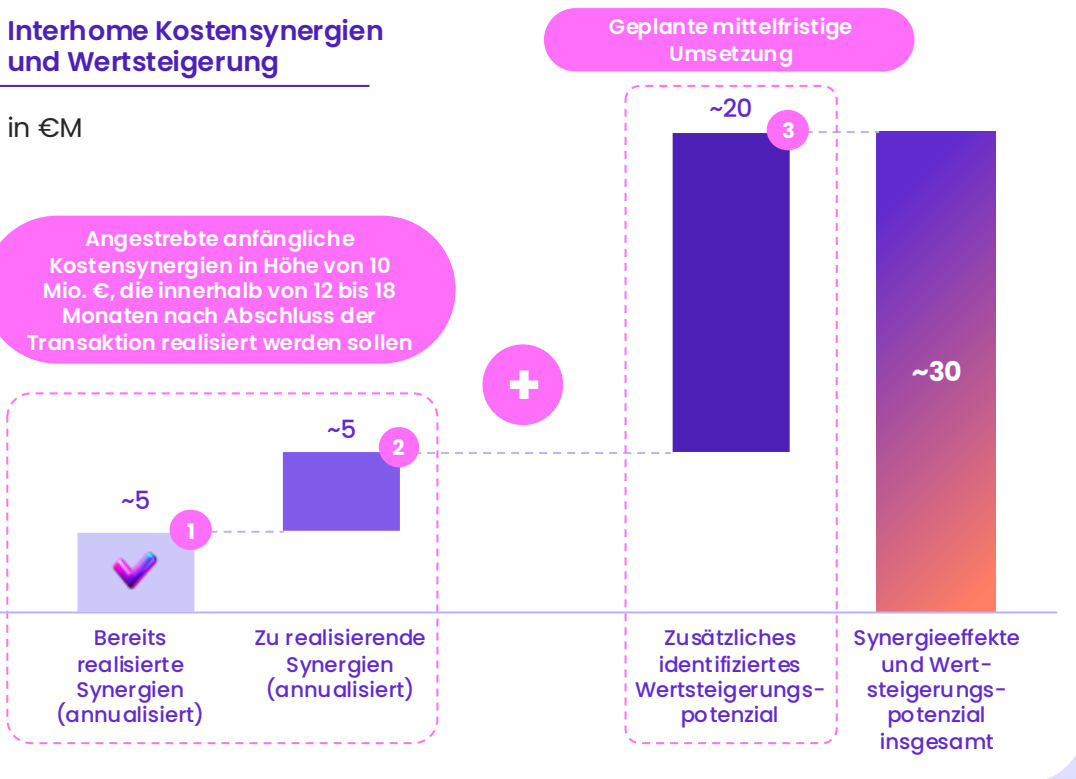 Interhome Kostensynergien
und Wertsteigerung
in €M
Geplante mittelfristige
Umsetzung
Angestrebte anfängliche
Kostensynergien in Höhe von 10
Mio. €, die innerhalb von 12 bis 18
Monaten nach Abschluss der
Transaktion realisiert werden sollen
~5
1
~5
2
+
~20
3
~30
Bereits
realisierte
Synergien
(annualisiert)
Zu realisierende
Synergien
(annualisiert)
Zusätzliches
identifiziertes
Wertsteigerungs-
potenzial
Synergieeffekte
und Wert-
steigerungs-
potenzial
insgesamt